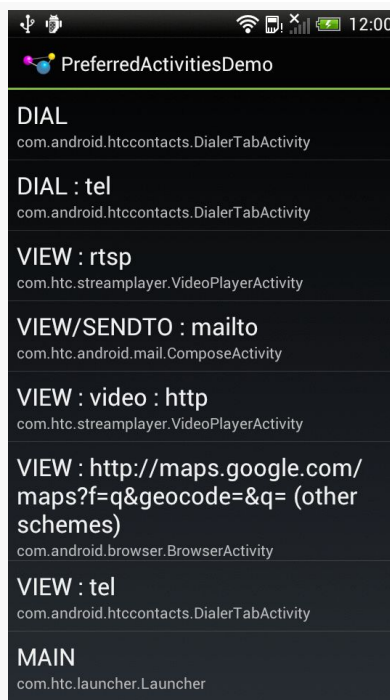 12:00
PreferredActivitiesDemo
DIAL
com.android.htccontacts.DialerTabActivity
DIAL : tel
com.android.htccontacts.DialerTabActivity
VIEW : rtsp
com.htc.streamplayer.VideoPlayerActivity
VIEW/SENDTO : mailto
com.htc.android.mail.ComposeActivity
VIEW : video : http
com.htc.streamplayer.VideoPlayerActivity
VIEW : http://maps.google.com/
maps?f=q&geocode=&q= (other
schemes)
com.android.browser.BrowserActivity
VIEW : tel
com.android.htccontacts.DialerTabActivity
MAIN
com.htc.launcher.Launcher